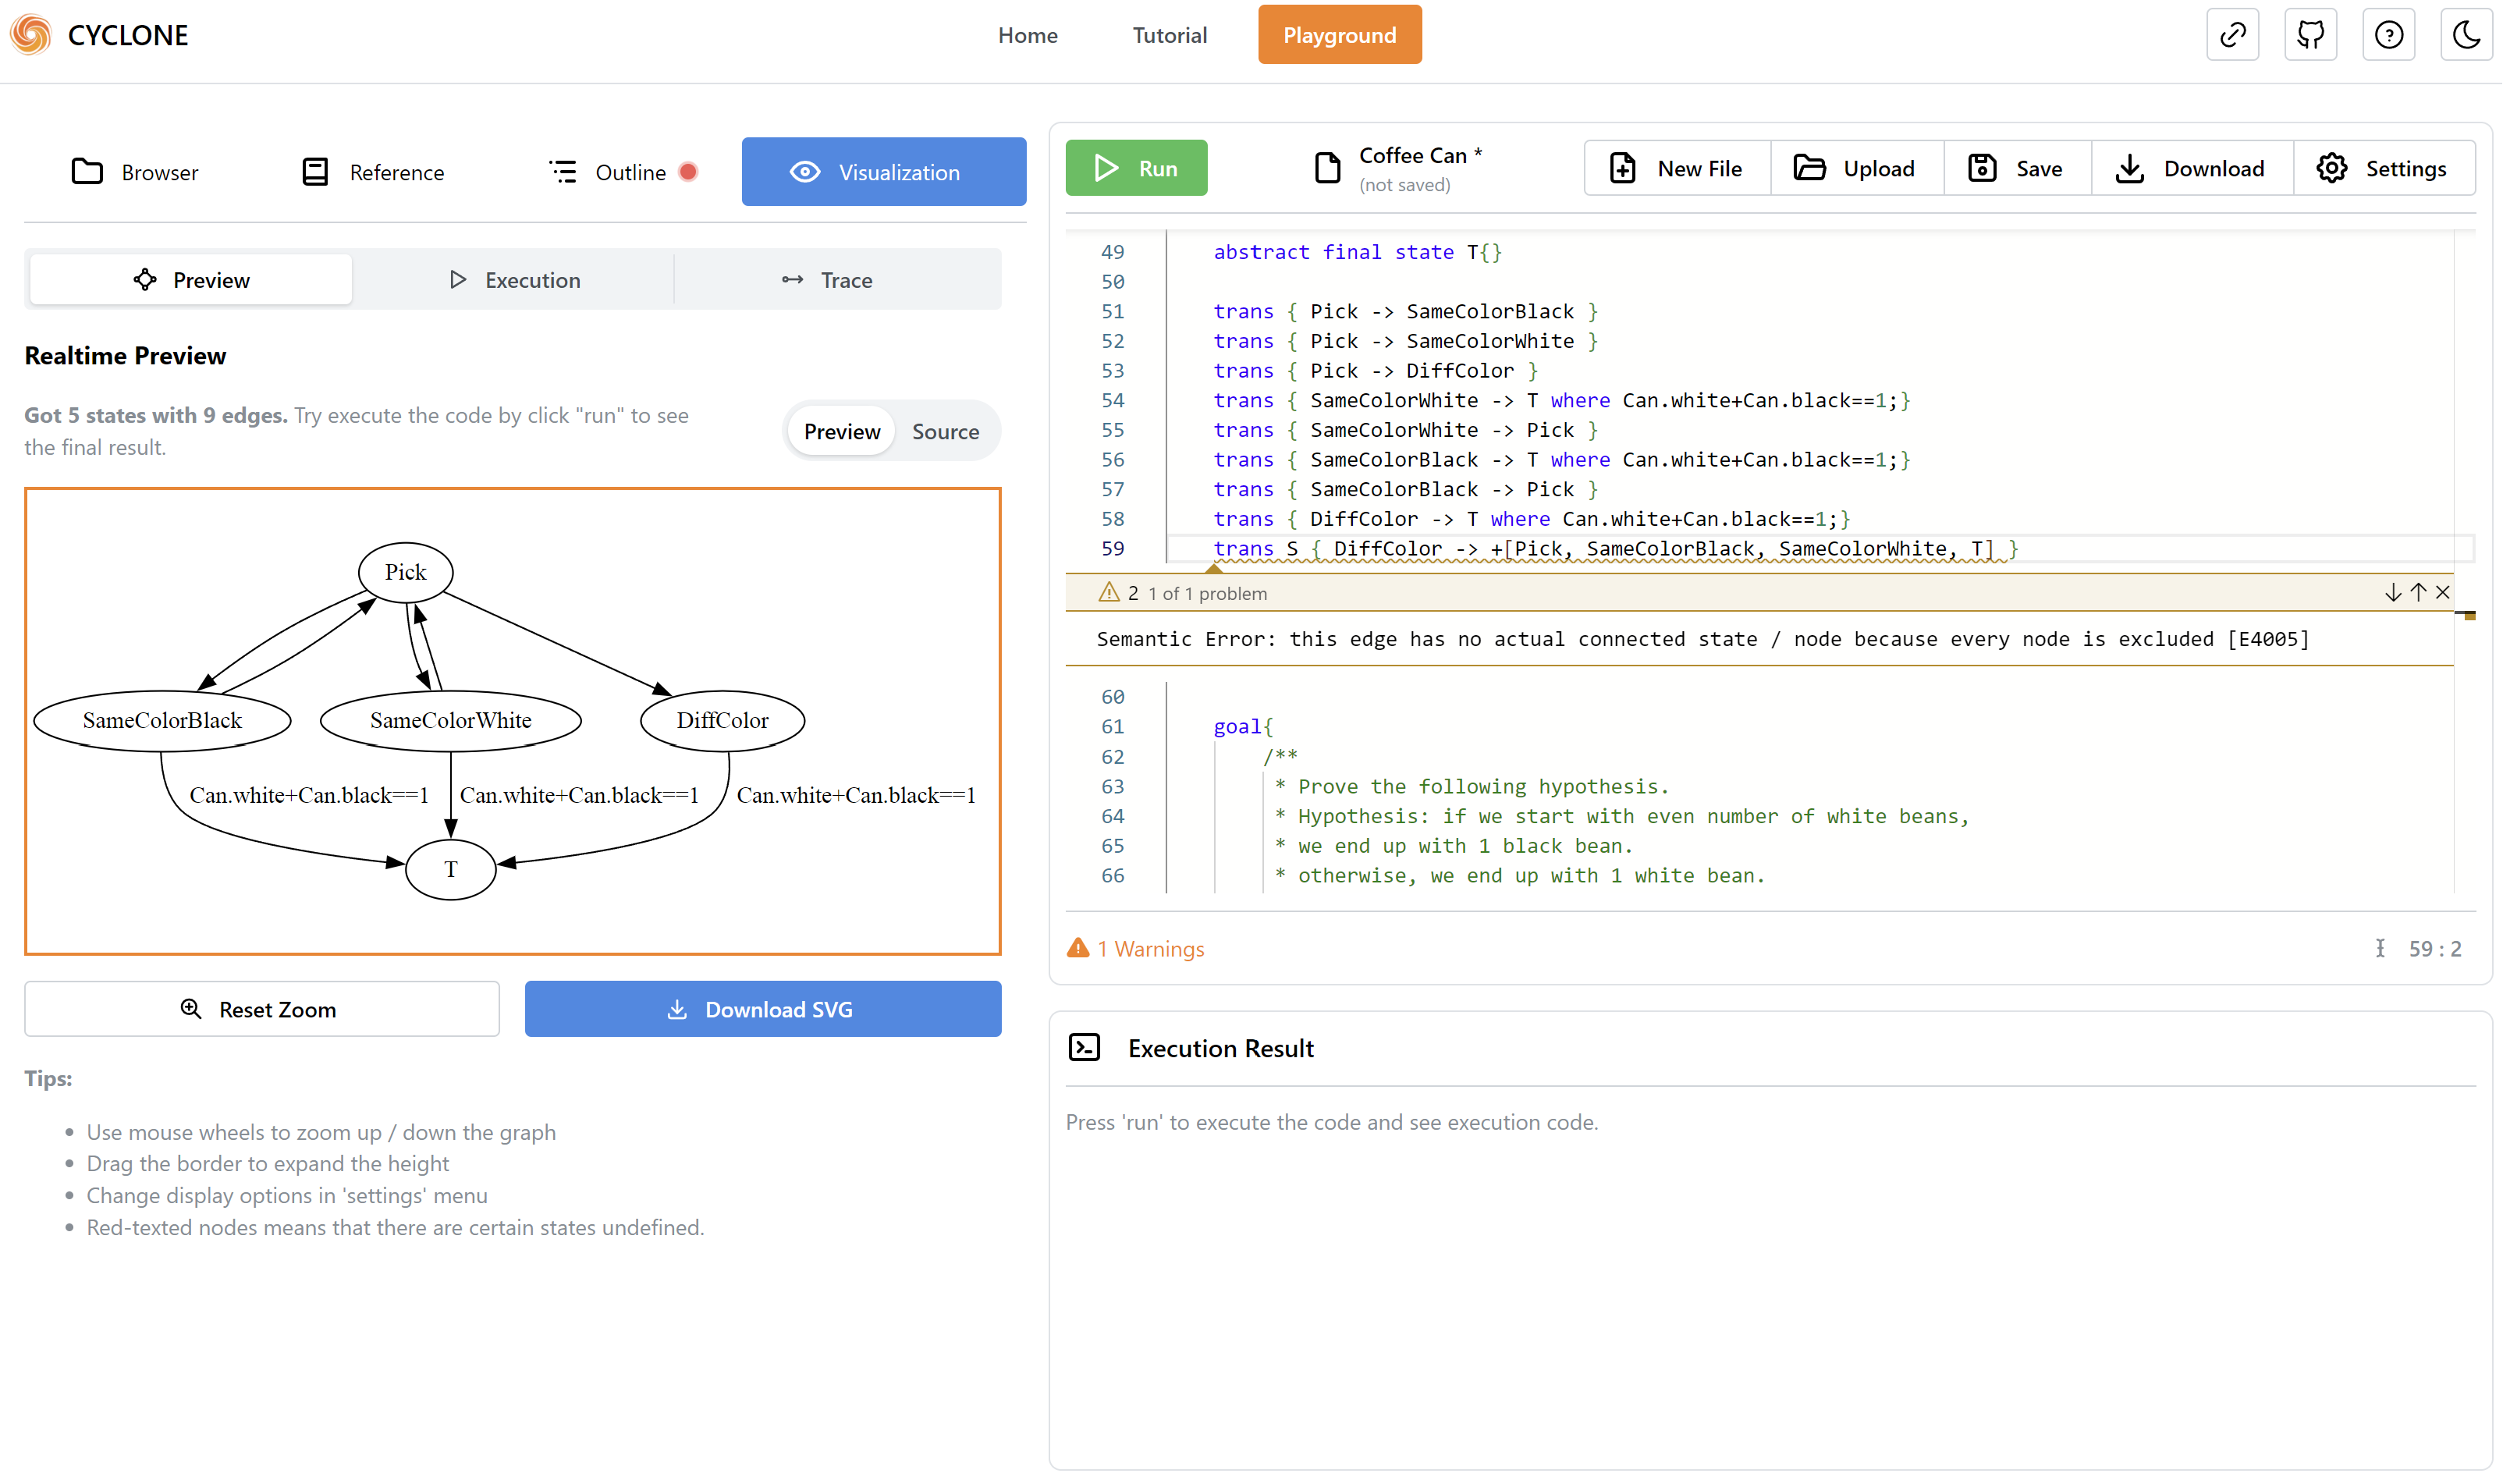 CYCLONE
Home Tutorial Playground
Browser Reference Outline Visualization
Preview Execution Trace
Realtime Preview
Got 5 states with 9 edges. Try execute the code by click "run" to see
the final result.
Preview Source
Pick
SameColorBlack SameColorWhite DiffColor
Can.white+Can.black==1 Can.white+Can.black==1 Can.white+Can.black==1
T
Reset Zoom Download SVG
Tips:
Use mouse wheels to zoom up / down the graph
Drag the border to expand the height
Change display options in 'settings' menu
Red-texted nodes means that there are certain states undefined.
Run
Coffee Can *
(not saved)
New File Upload Save Download Settings
49 abstract final state T{}
50
51 trans { Pick -> SameColorBlack }
52 trans { Pick -> SameColorWhite }
53 trans { Pick -> DiffColor }
54 trans { SameColorWhite -> T where Can.white+Can.black==1;}
55 trans { SameColorWhite -> Pick }
56 trans { SameColorBlack -> T where Can.white+Can.black==1;}
57 trans { SameColorBlack -> Pick }
58 trans { DiffColor -> T where Can.white+Can.black==1;}
59 trans S { DiffColor -> +[Pick, SameColorBlack, SameColorWhite, T] }
2 1 of 1 problem
Semantic Error: this edge has no actual connected state / node because every node is excluded [E4005]
60
61 goal{
62 /**
63 * Prove the following hypothesis.
64 * Hypothesis: if we start with even number of white beans,
65 * we end up with 1 black bean.
66 * otherwise, we end up with 1 white bean.
1 Warnings
59 : 2
Execution Result
Press 'run' to execute the code and see execution code.